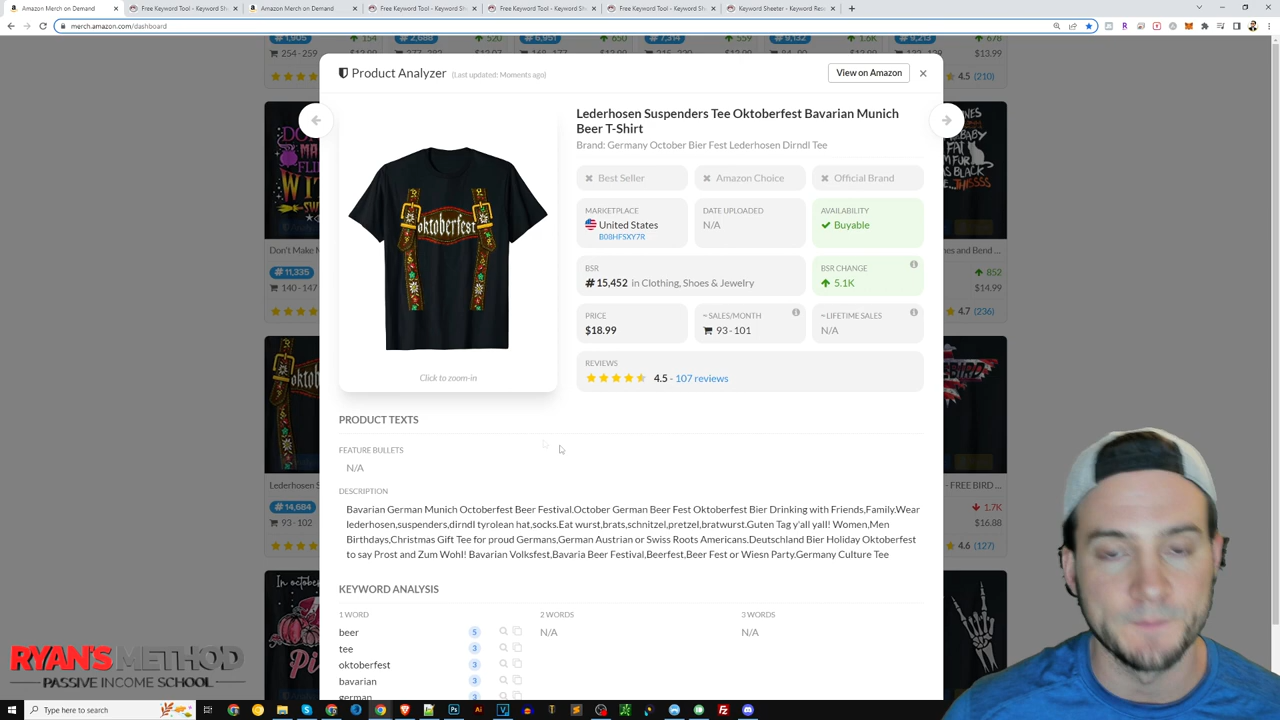 Amazon Merch on Demand
Free Keyword Tool - Keyword Sh
Amazon Merch on Demand
Free Keyword Tool - Keyword Sh
Free Keyword Tool - Keyword Sh
Free Keyword Tool - Keyword Sh
Keyword Sheeter - Keyword Res
merch.amazon.com/dashboard
254-259
$13.99
4.5 (210)
Product Analyzer (Last updated: Moments ago)
View on Amazon
Lederhosen Suspenders Tee Oktoberfest Bavarian Munich
Beer T-Shirt
Brand: Germany October Bier Fest Lederhosen Dirndl Tee
Best Seller
Amazon Choice
Official Brand
MARKETPLACE
United States
B08HFSXY7R
DATE UPLOADED
N/A
AVAILABILITY
Buyable
BSR
#15,452 in Clothing, Shoes & Jewelry
BSR CHANGE
5.1K
PRICE
$18.99
≈ SALES/MONTH
93 - 101
≈ LIFETIME SALES
N/A
REVIEWS
4.5 - 107 reviews
oktoberfest
Click to zoom-in
PRODUCT TEXTS
FEATURE BULLETS
N/A
DESCRIPTION
Bavarian German Munich Octoberfest Beer Festival.October German Beer Fest Oktoberfest Bier Drinking with Friends,Family.Wear
lederhosen,suspenders,dirndl tyrolean hat,socks.Eat wurst,brats,schnitzel,pretzel,bratwurst.Guten Tag y'all yall! Women,Men
Birthdays,Christmas Gift Tee for proud Germans,German Austrian or Swiss Roots Americans.Deutschland Bier Holiday Oktoberfest
to say Prost and Zum Wohl! Bavarian Volksfest,Bavaria Beer Festival,Beerfest,Beer Fest or Wiesn Party.Germany Culture Tee
KEYWORD ANALYSIS
1 WORD
2 WORDS
3 WORDS
beer 5
N/A
N/A
tee 3
oktoberfest 3
bavarian 3
german 3
Don't Make M
#11,335
140-147
852
$14.99
4.7 (236)
Lederhosen S
#14,684
93-102
- FREE BIRD ...
1.7K
$16.88
4.6 (127)
In october
RYAN'S METHOD
PASSIVE INCOME SCHOOL
Type here to search